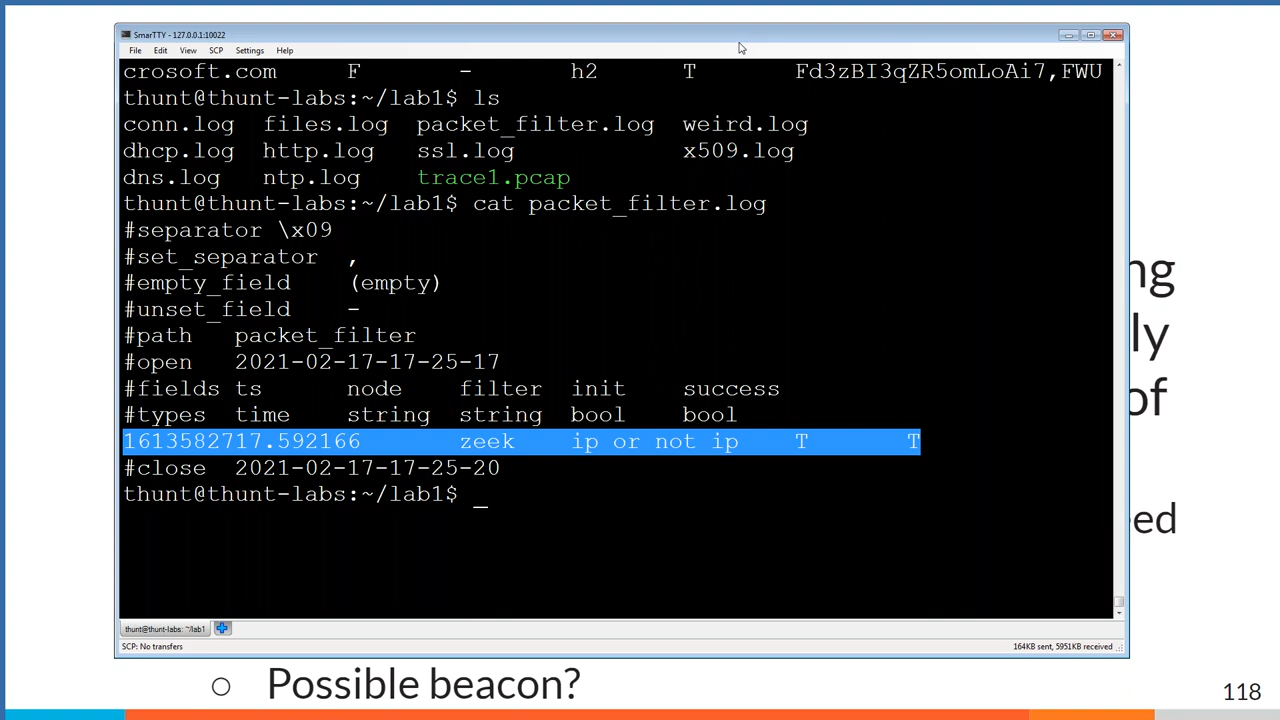 SmarTTY - 127.0.0.1:10022
File Edit View SCP Settings Help
crosoft.com F - h2 T Fd3zBI3qZR5omLoAi7,FWU
thunt@thunt-labs:~/lab1$ ls
conn.log files.log packet_filter.log weird.log
dhcp.log http.log ssl.log x509.log
dns.log ntp.log trace1.pcap
thunt@thunt-labs:~/lab1$ cat packet_filter.log
#separator \x09
#set_separator ,
#empty_field (empty)
#unset_field -
#path packet_filter
#open 2021-02-17-17-25-17
#fields ts node filter init success
#types time string string bool bool
1613582717.592166 zeek ip or not ip T T
#close 2021-02-17-17-25-20
thunt@thunt-labs:~/lab1$ _
ng
ly
of
eed
thunt@thunt-labs: ~/lab1
SCP: No transfers 164KB sent, 5951KB received
○ Possible beacon?
118